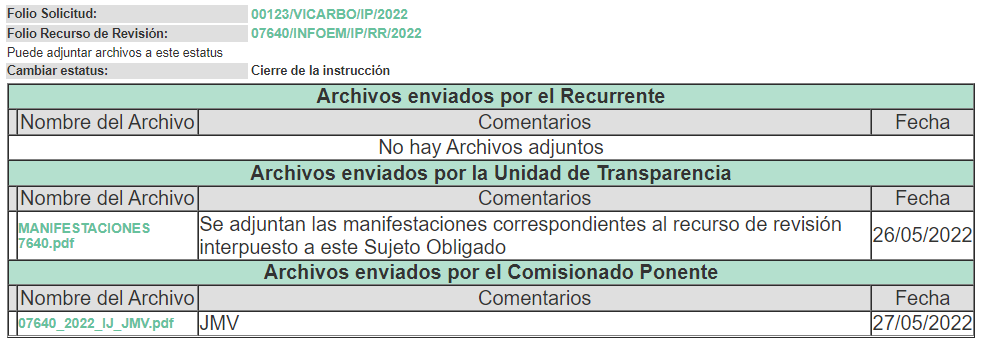 Folio Solicitud: 00123/VICARBO/IP/2022
Folio Recurso de Revisión: 07640/INFOEM/IP/RR/2022
Puede adjuntar archivos a este estatus
Cambiar estatus: Cierre de la instrucción
Archivos enviados por el Recurrente
Nombre del Archivo Comentarios Fecha
No hay Archivos adjuntos
Archivos enviados por la Unidad de Transparencia
Nombre del Archivo Comentarios Fecha
MANIFESTACIONES 7640.pdf Se adjuntan las manifestaciones correspondientes al recurso de revisión interpuesto a este Sujeto Obligado 26/05/2022
Archivos enviados por el Comisionado Ponente
Nombre del Archivo Comentarios Fecha
07640_2022_IJ_JMV.pdf JMV 27/05/2022